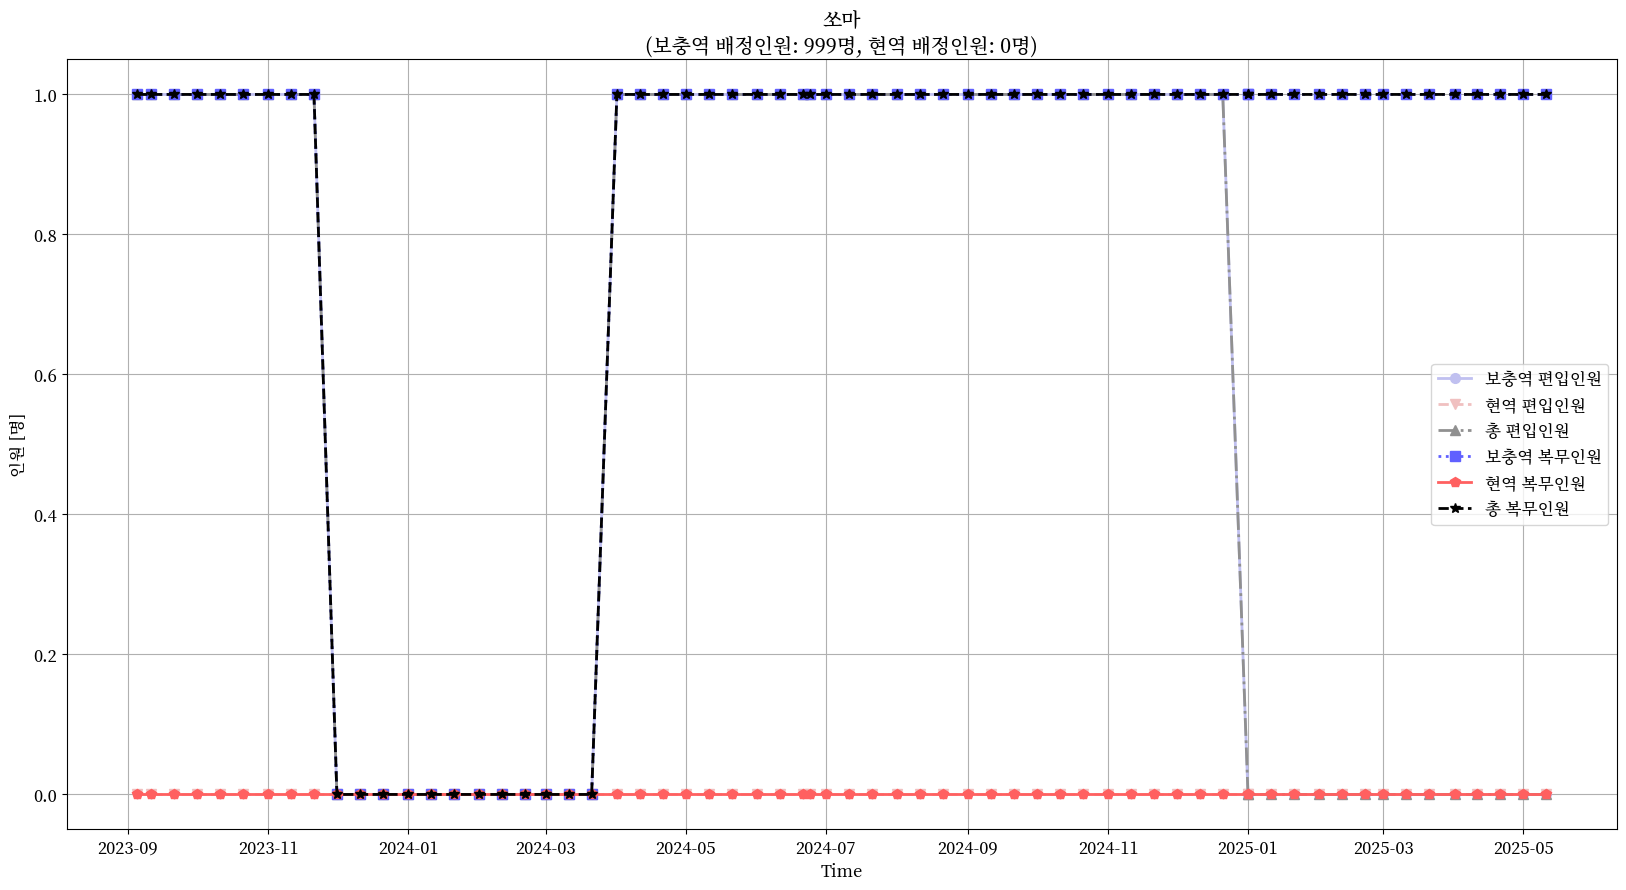 쏘마
(보충역 배정인원: 999명, 현역 배정인원: 0명)
인원 [명]
1.0
0.8
0.6
0.4
0.2
0.0
보충역 편입인원
현역 편입인원
총 편입인원
보충역 복무인원
현역 복무인원
총 복무인원
2023-09 2023-11 2024-01 2024-03 2024-05 2024-07 2024-09 2024-11 2025-01 2025-03 2025-05
Time